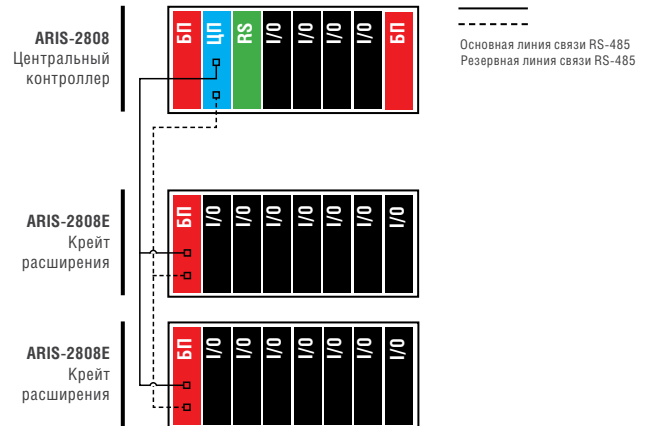 ARIS-2808
Центральный
контроллер
БП
ЦП
RS
I/O
I/O
I/O
I/O
БП
Основная линия связи RS-485
Резервная линия связи RS-485
ARIS-2808E
Крейт
расширения
БП
I/O
I/O
I/O
I/O
I/O
I/O
I/O
ARIS-2808E
Крейт
расширения
БП
I/O
I/O
I/O
I/O
I/O
I/O
I/O